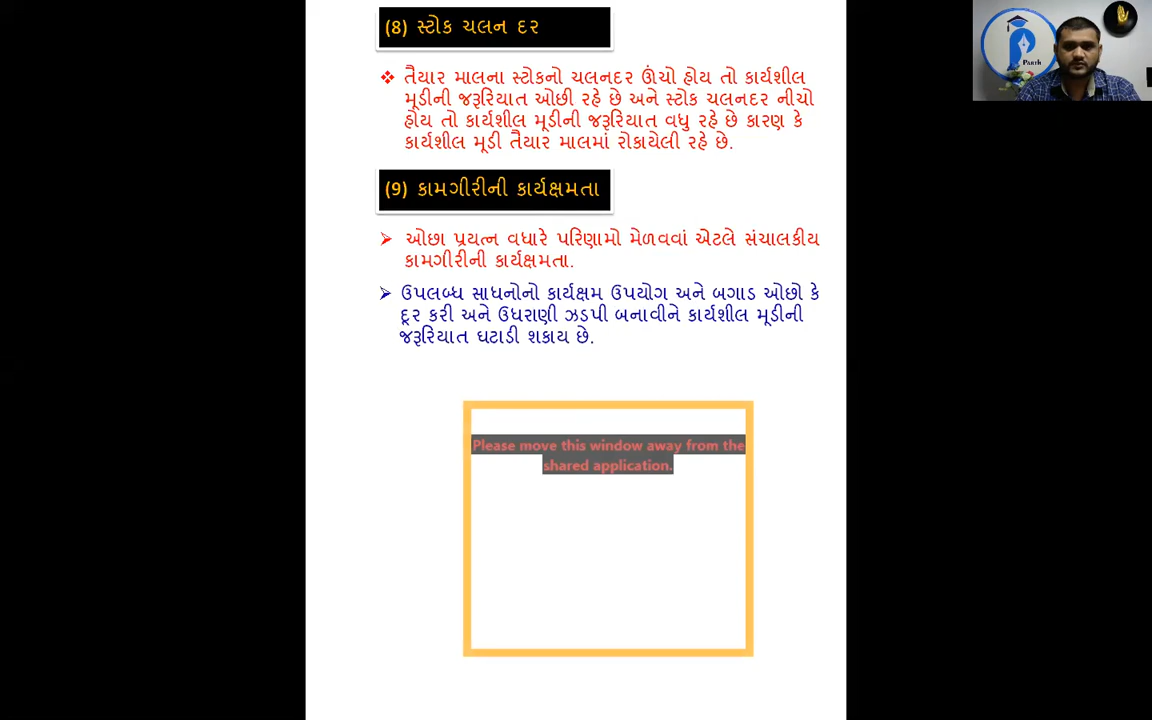 (8) સ્ટોક ચલન દર
❖ તૈયાર માલના સ્ટોકનો ચલનદર ઊંચો હોય તો કાર્યશીલ
મૂડીની જરૂરિયાત ઓછી રહે છે અને સ્ટોક ચલનદર નીચો
હોય તો કાર્યશીલ મૂડીની જરૂરિયાત વધુ રહે છે કારણ કે
કાર્યશીલ મૂડી તૈયાર માલમાં રોકાયેલી રહે છે.
(9) કામગીરીની કાર્યક્ષમતા
➢ ઓછા પ્રયત્ન વધારે પરિણામો મેળવવાં એટલે સંચાલકીય
કામગીરીની કાર્યક્ષમતા.
➢ ઉપલબ્ધ સાધનોનો કાર્યક્ષમ ઉપયોગ અને બગાડ ઓછો કે
દૂર કરી અને ઉધરાણી ઝડપી બનાવીને કાર્યશીલ મૂડીની
જરૂરિયાત ઘટાડી શકાય છે.
Please move this window away from the
shared application.
PARTH